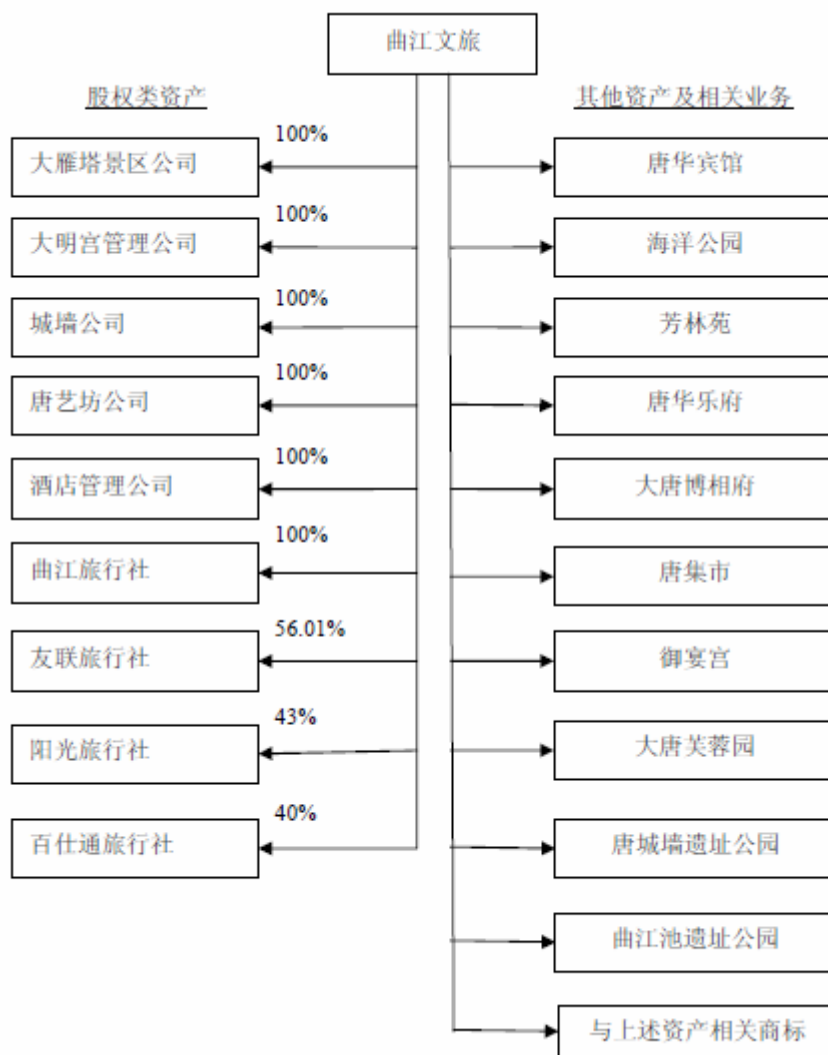 曲江文旅
股权类资产
其他资产及相关业务
100%
大雁塔景区公司
唐华宾馆
100%
大明宫管理公司
海洋公园
100%
城墙公司
芳林苑
100%
唐艺坊公司
唐华乐府
100%
酒店管理公司
大唐博相府
100%
曲江旅行社
唐集市
56.01%
友联旅行社
御宴宫
43%
阳光旅行社
大唐芙蓉园
40%
百仕通旅行社
唐城墙遗址公园
曲江池遗址公园
与上述资产相关商标